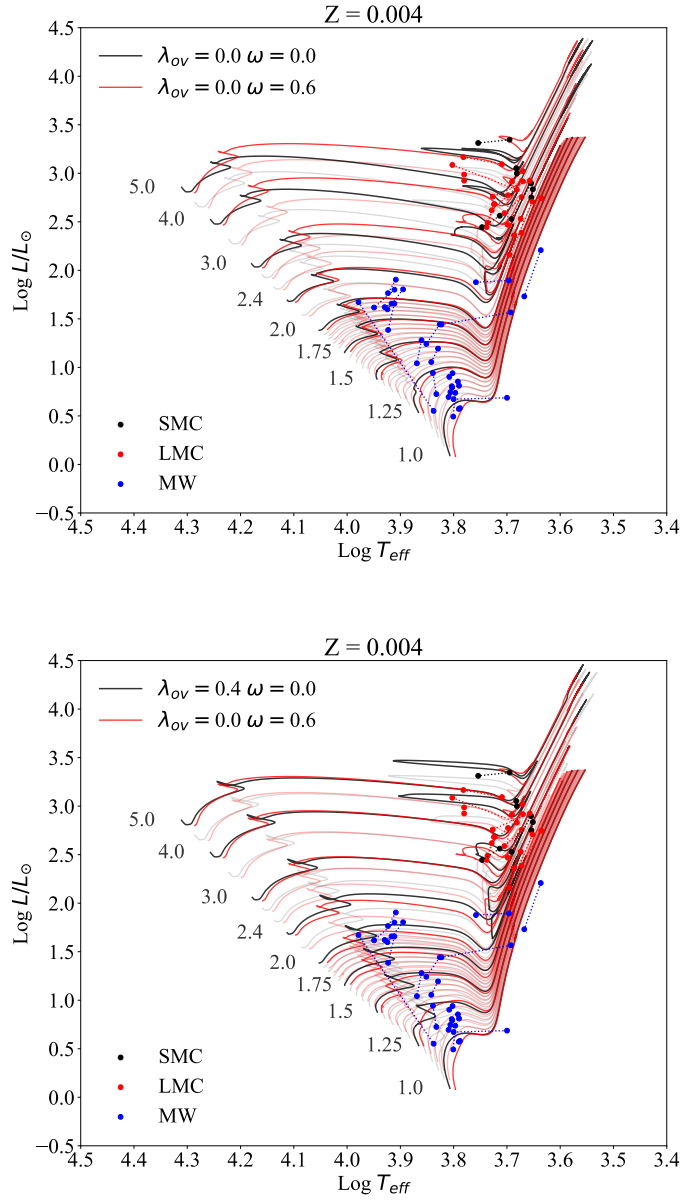 Z = 0.004
4.5
4.0
3.5
3.0
2.5
2.0
1.5
1.0
0.5
0.0
−0.5
Log L/L⊙
λov = 0.0 ω = 0.0
λov = 0.0 ω = 0.6
5.0
4.0
3.0
2.4
2.0
1.75
1.5
1.25
1.0
SMC
LMC
MW
4.5 4.4 4.3 4.2 4.1 4.0 3.9 3.8 3.7 3.6 3.5 3.4
Log Teff
Z = 0.004
4.5
4.0
3.5
3.0
2.5
2.0
1.5
1.0
0.5
0.0
−0.5
Log L/L⊙
λov = 0.4 ω = 0.0
λov = 0.0 ω = 0.6
5.0
4.0
3.0
2.4
2.0
1.75
1.5
1.25
1.0
SMC
LMC
MW
4.5 4.4 4.3 4.2 4.1 4.0 3.9 3.8 3.7 3.6 3.5 3.4
Log Teff